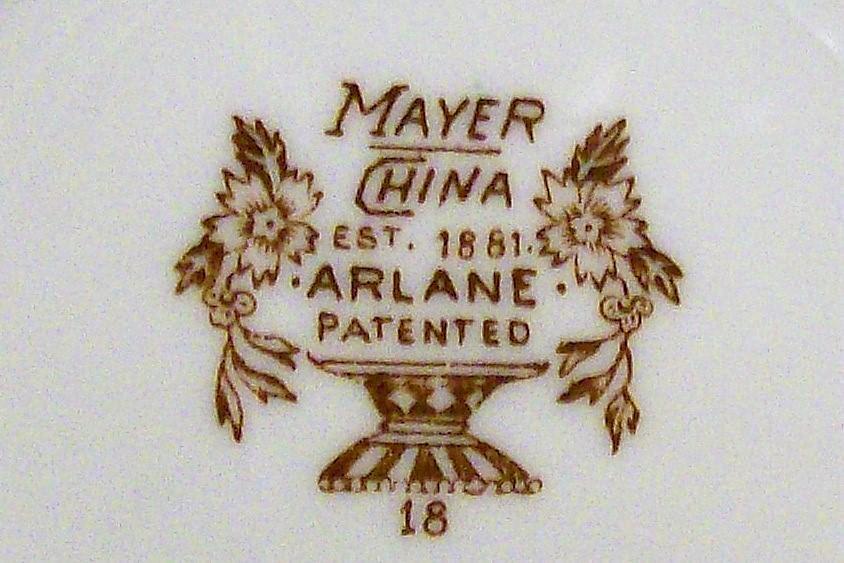 MAYER
CHINA
EST. 1881.
·ARLANE·
PATENTED
18